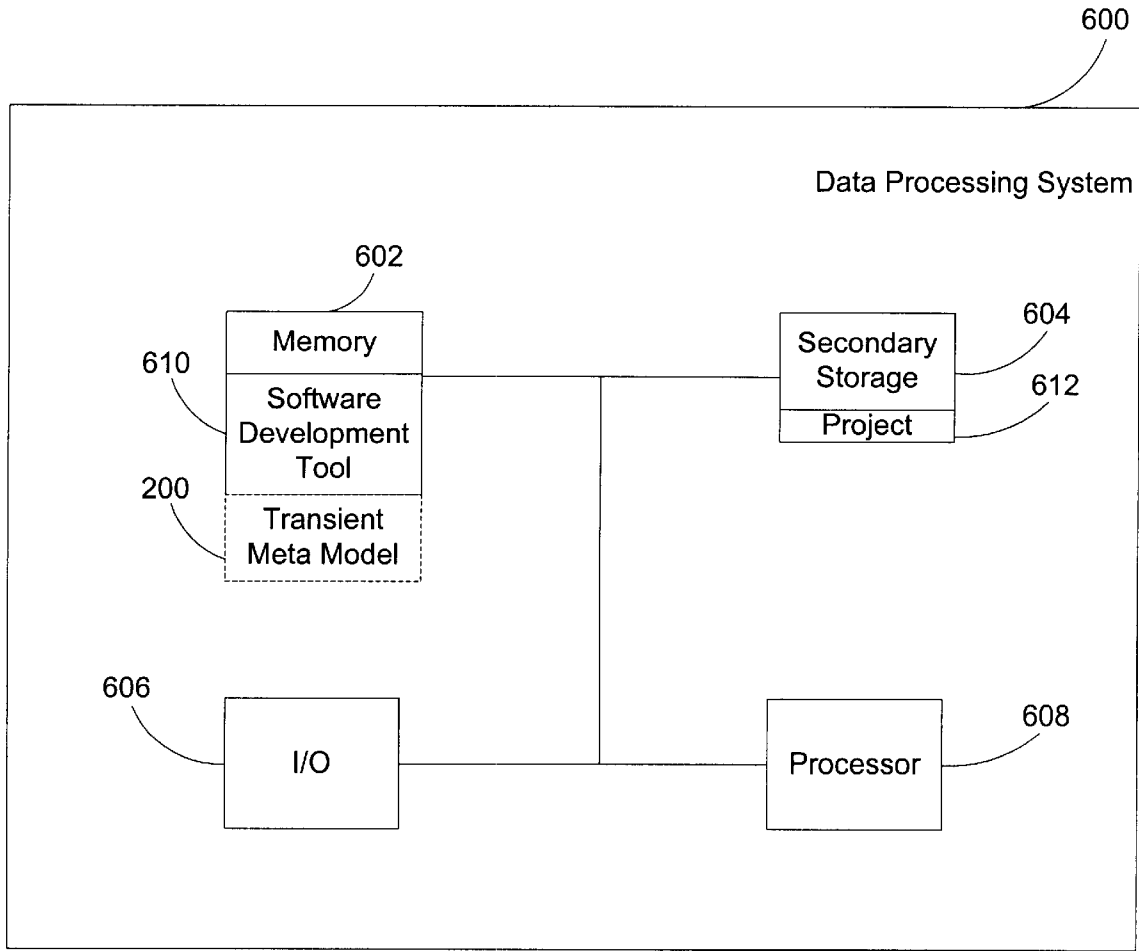 600
Data Processing System
602
Memory
610
Software
Development
Tool
200
Transient
Meta Model
604
Secondary
Storage
612
Project
606
I/O
608
Processor